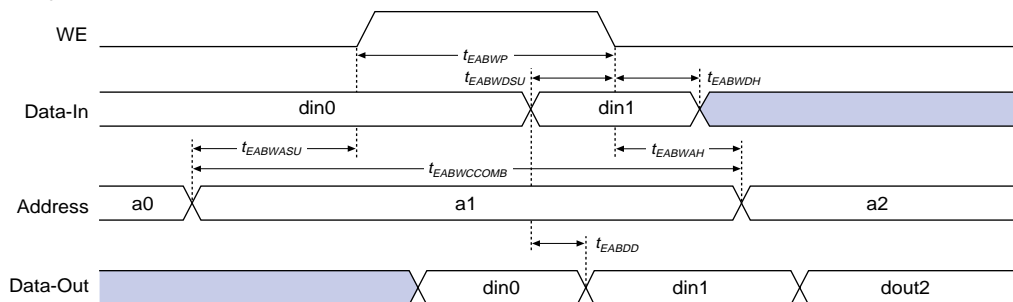 WE
tEABWP
tEABWDSU
tEABWDH
Data-In
din0
din1
tEABWASU
tEABWAH
tEABWCCOMB
Address
a0
a1
a2
tEABDD
Data-Out
din0
din1
dout2